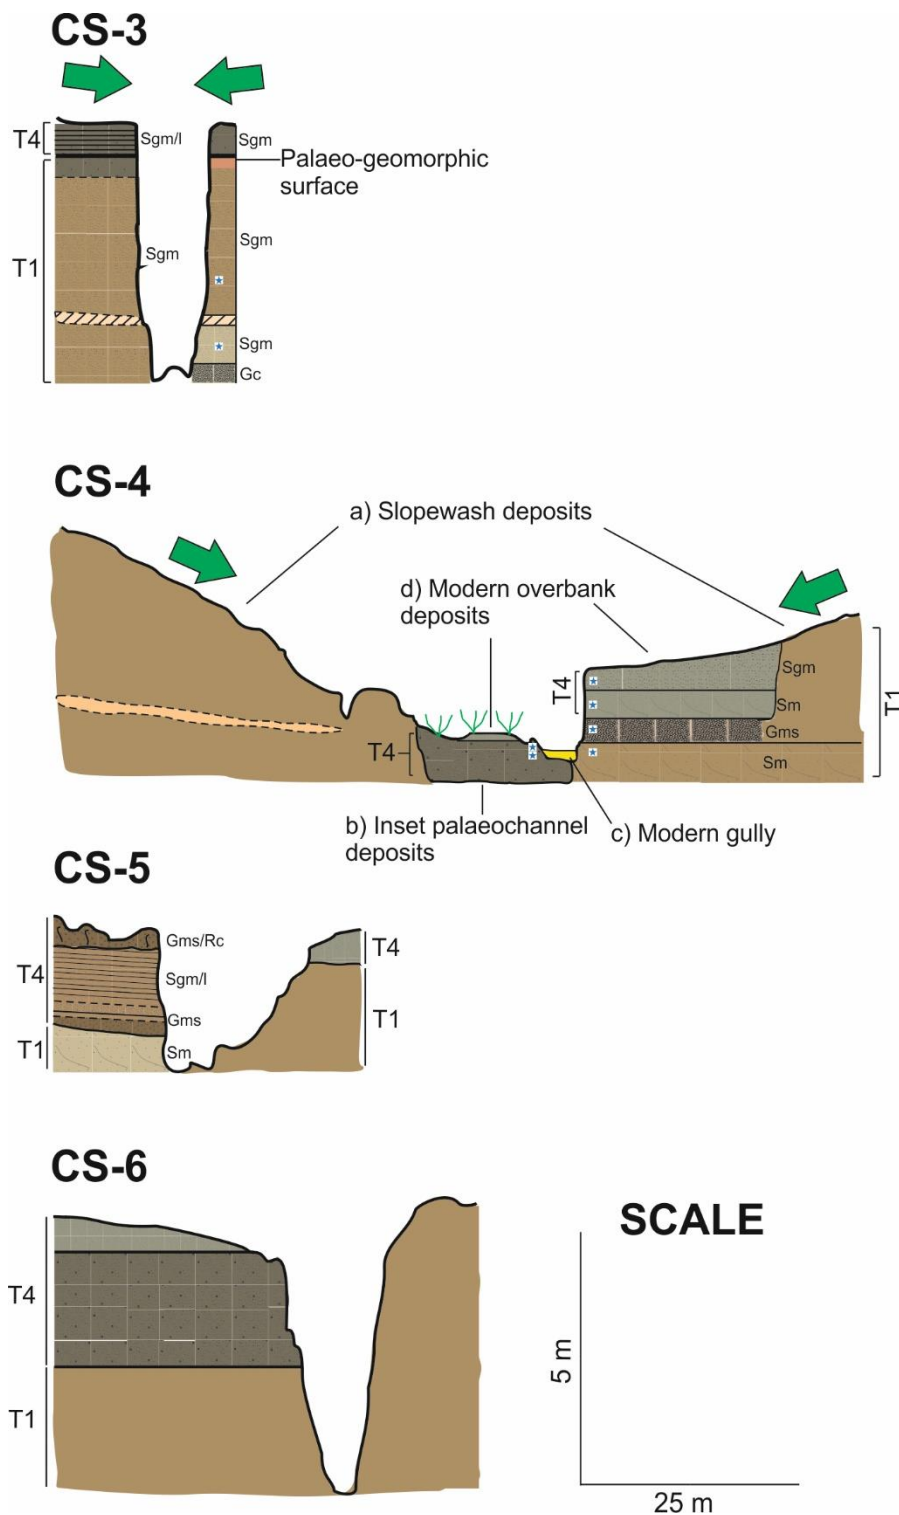 CS-3
T4
Sgm/l
Sgm
Palaeo-geomorphic
surface
T1
Sgm
Sgm
Sgm
Gc
CS-4
a) Slopewash deposits
d) Modern overbank
deposits
T4
Sgm
Sm
T1
Gms
Sm
T4
b) Inset palaeochannel
deposits
c) Modern gully
CS-5
T4
Gms/Rc
Sgm/l
Gms
T1
Sm
T4
T1
CS-6
T4
T1
SCALE
5 m
25 m